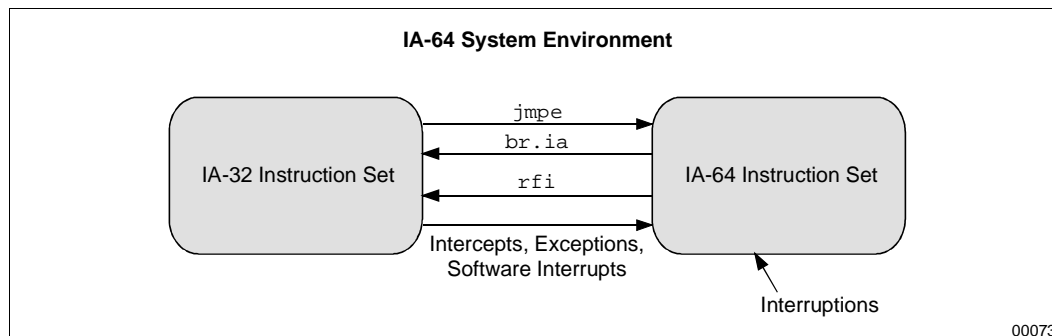 IA-64 System Environment
jmpe
br.ia
IA-32 Instruction Set
rfi
IA-64 Instruction Set
Intercepts, Exceptions,
Software Interrupts
Interruptions
00073